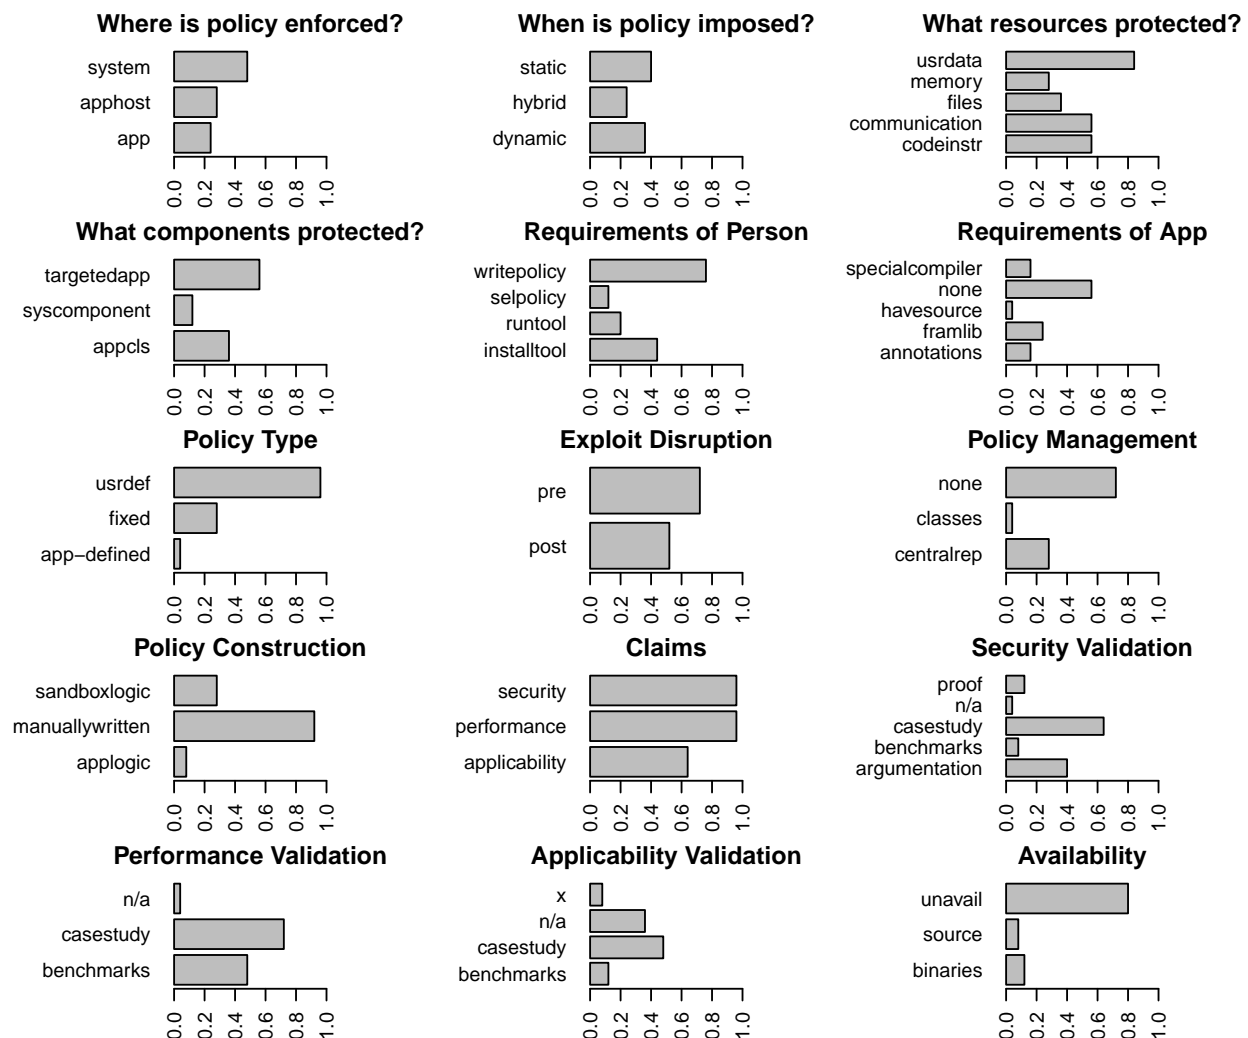 Where is policy enforced?
system
apphost
app
0.0 0.2 0.4 0.6 0.8 1.0
When is policy imposed?
static
hybrid
dynamic
0.0 0.2 0.4 0.6 0.8 1.0
What resources protected?
usrdata
memory
files
communication
codeinstr
0.0 0.2 0.4 0.6 0.8 1.0
What components protected?
targetedapp
syscomponent
appcls
0.0 0.2 0.4 0.6 0.8 1.0
Requirements of Person
writepolicy
selpolicy
runtool
installtool
0.0 0.2 0.4 0.6 0.8 1.0
Requirements of App
specialcompiler
none
havesource
framlib
annotations
0.0 0.2 0.4 0.6 0.8 1.0
Policy Type
usrdef
fixed
app−defined
0.0 0.2 0.4 0.6 0.8 1.0
Exploit Disruption
pre
post
0.0 0.2 0.4 0.6 0.8 1.0
Policy Management
none
classes
centralrep
0.0 0.2 0.4 0.6 0.8 1.0
Policy Construction
sandboxlogic
manuallywritten
applogic
0.0 0.2 0.4 0.6 0.8 1.0
Claims
security
performance
applicability
0.0 0.2 0.4 0.6 0.8 1.0
Security Validation
proof
n/a
casestudy
benchmarks
argumentation
0.0 0.2 0.4 0.6 0.8 1.0
Performance Validation
n/a
casestudy
benchmarks
0.0 0.2 0.4 0.6 0.8 1.0
Applicability Validation
x
n/a
casestudy
benchmarks
0.0 0.2 0.4 0.6 0.8 1.0
Availability
unavail
source
binaries
0.0 0.2 0.4 0.6 0.8 1.0